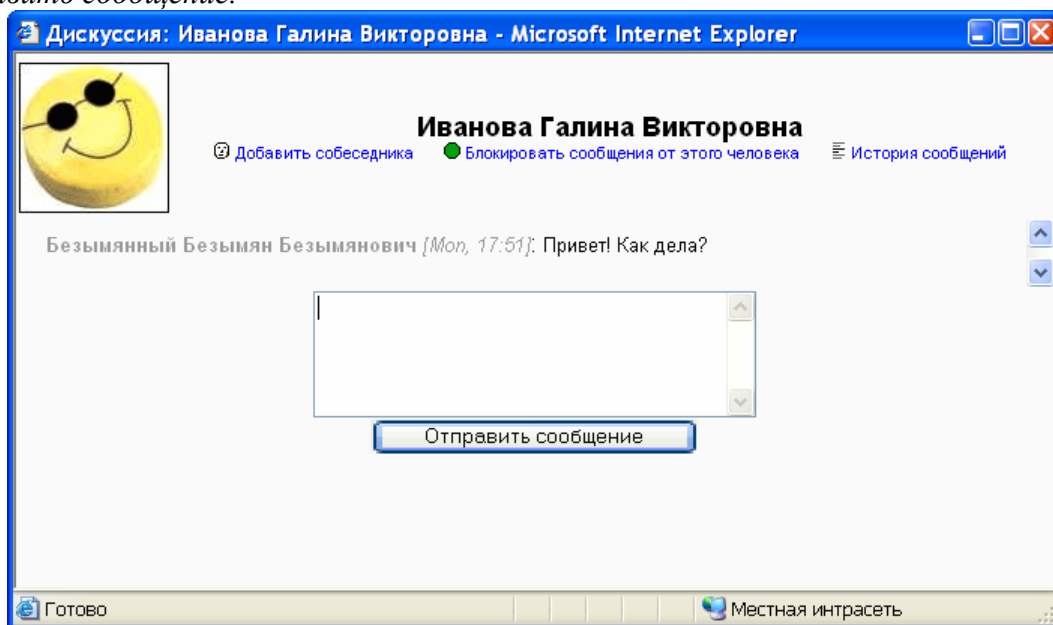 сообщение.
Дискуссия: Иванова Галина Викторовна - Microsoft Internet Explorer
Иванова Галина Викторовна
Добавить собеседника Блокировать сообщения от этого человека История сообщений
Безымянный Безымян Безымянович [Mon, 17:51]: Привет! Как дела?
Отправить сообщение
Готово Местная интрасеть